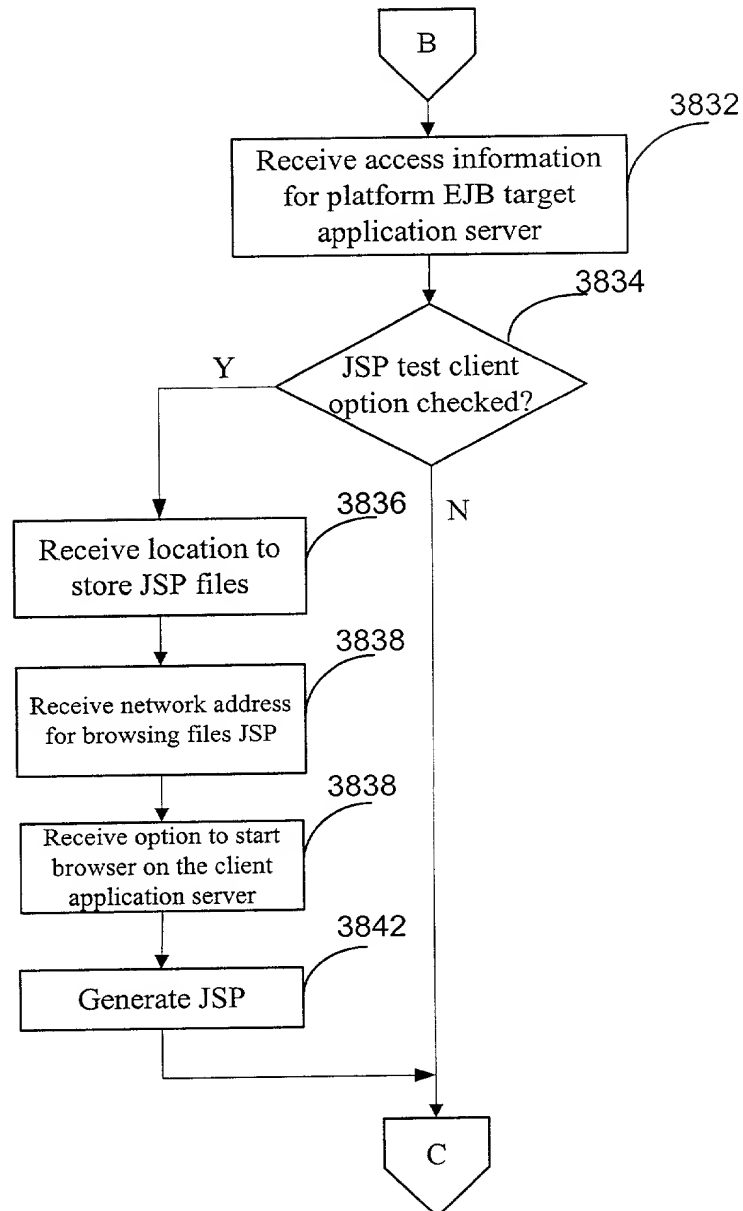 B
3832
Receive access information
for platform EJB target
application server
3834
JSP test client
option checked?
Y
N
3836
Receive location to
store JSP files
3838
Receive network address
for browsing files JSP
3838
Receive option to start
browser on the client
application server
3842
Generate JSP
C